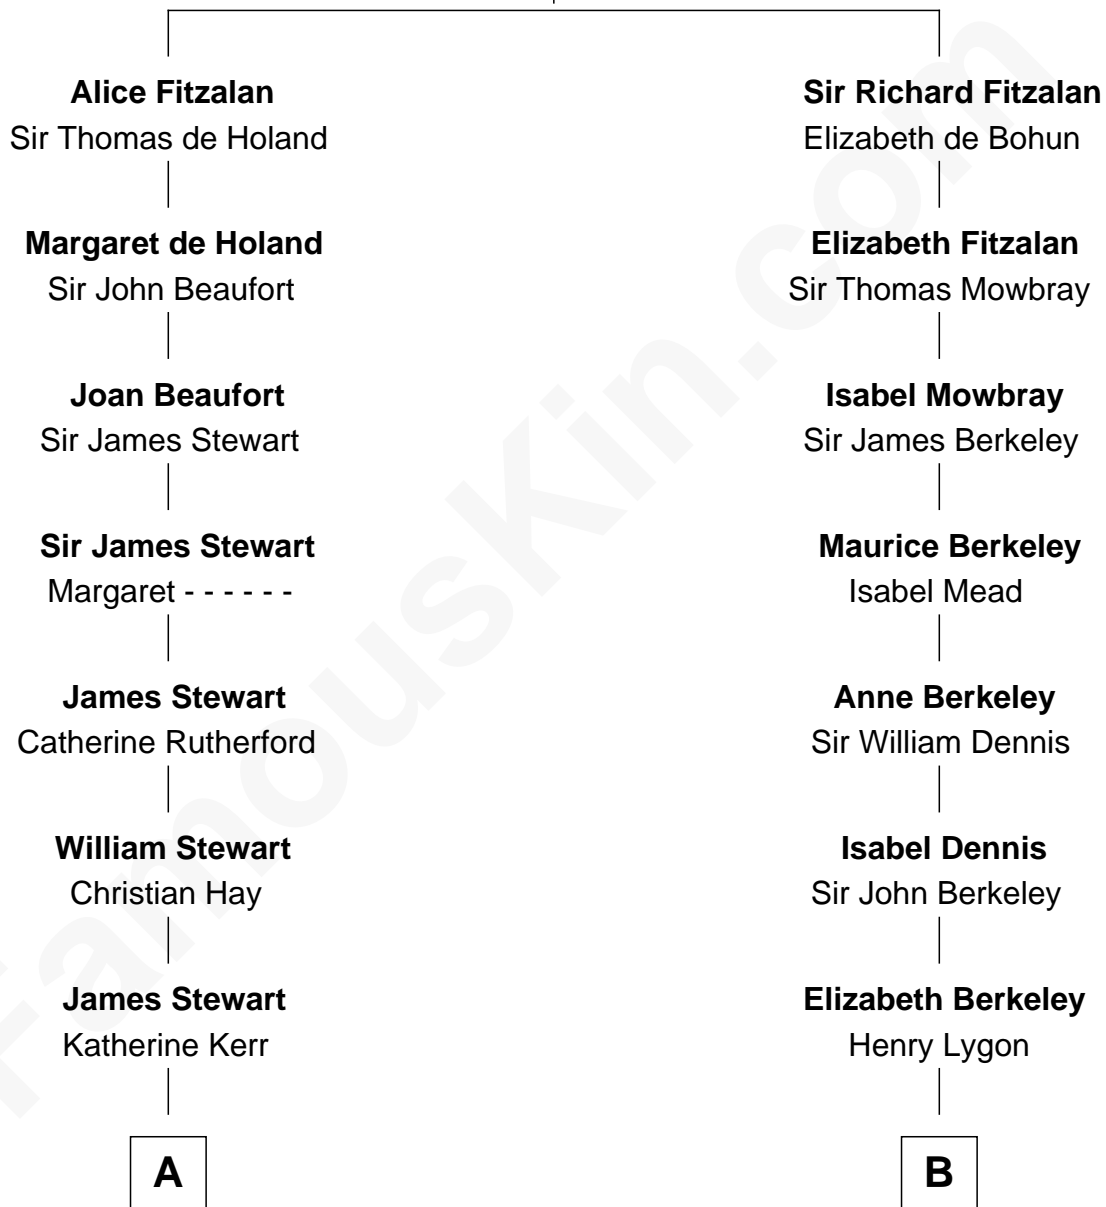 Alice Fitzalan
Sir Thomas de Holand
Margaret de Holand
Sir John Beaufort
Joan Beaufort
Sir James Stewart
Sir James Stewart
Margaret - - - - - -
James Stewart
Catherine Rutherford
William Stewart
Christian Hay
James Stewart
Katherine Kerr
A
Sir Richard Fitzalan
Elizabeth de Bohun
Elizabeth Fitzalan
Sir Thomas Mowbray
Isabel Mowbray
Sir James Berkeley
Maurice Berkeley
Isabel Mead
Anne Berkeley
Sir William Dennis
Isabel Dennis
Sir John Berkeley
Elizabeth Berkeley
Henry Lygon
B
FamousKin.com